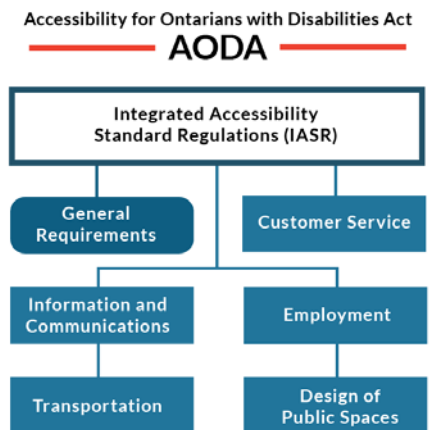 Accessibility for Ontarians with Disabilities Act
AODA
Integrated Accessibility
Standard Regulations (IASR)
General
Requirements
Customer Service
Information and
Communications
Employment
Transportation
Design of
Public Spaces